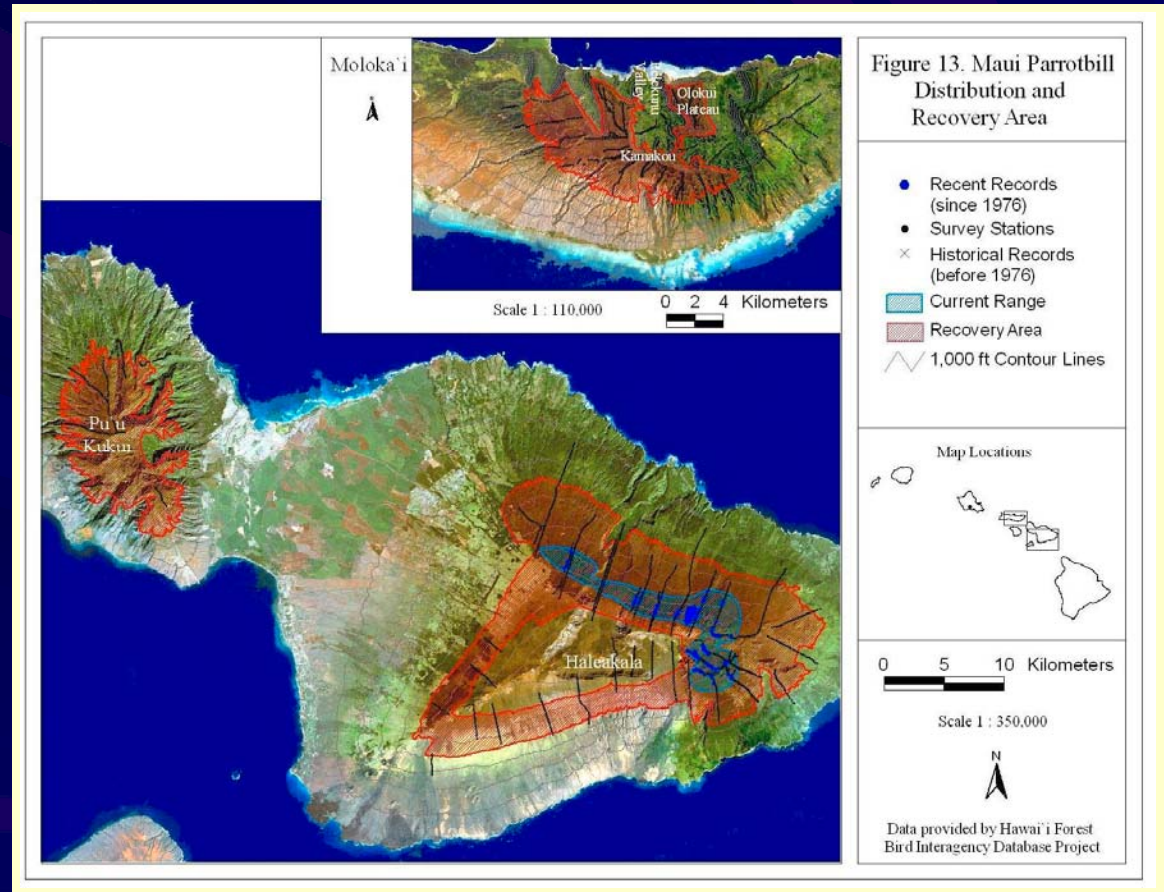 Moloka`i
Valley
Olokui
Plateau
Kamakou
Scale 1 : 110,000
0 2 4 Kilometers
Pu`u
Kukui
Haleakala
Figure 13. Maui Parrotbill
Distribution and
Recovery Area
Recent Records
(since 1976)
Survey Stations
Historical Records
(before 1976)
Current Range
Recovery Area
1,000 ft Contour Lines
Map Locations
0 5 10 Kilometers
Scale 1 : 350,000
N
Data provided by Hawai`i Forest
Bird Interagency Database Project